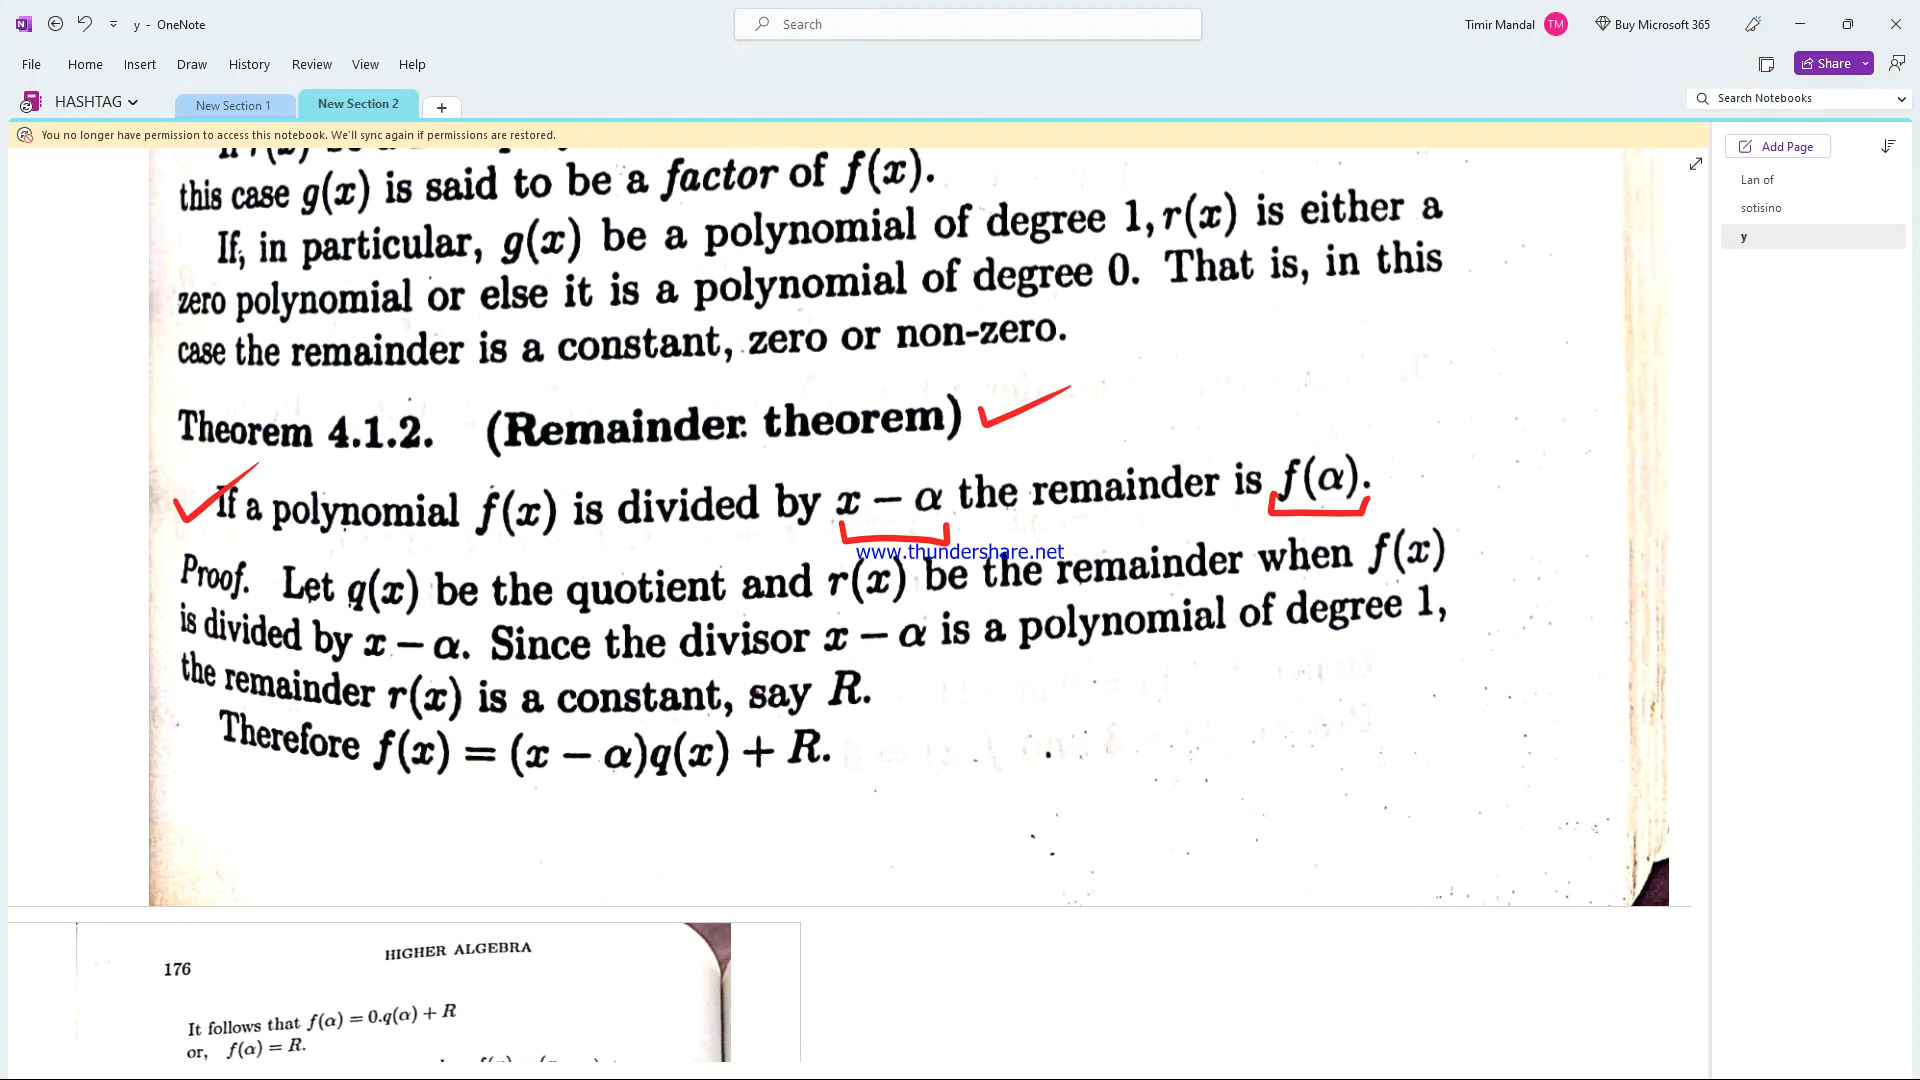 y - OneNote
Search
Timir Mandal
TM
Buy Microsoft 365
File Home Insert Draw History Review View Help
Share
HASHTAG
New Section 1
New Section 2
Search Notebooks
You no longer have permission to access this notebook. We'll sync again if permissions are restored.
Add Page
Lan of
sotisino
y
this case g(x) is said to be a factor of f(x).
If, in particular, g(x) be a polynomial of degree 1, r(x) is either a
zero polynomial or else it is a polynomial of degree 0. That is, in this
case the remainder is a constant, zero or non-zero.
Theorem 4.1.2. (Remainder theorem)
If a polynomial f(x) is divided by x − α the remainder is f(α).
www.thundershare.net
Proof. Let q(x) be the quotient and r(x) be the remainder when f(x)
is divided by x − α. Since the divisor x − α is a polynomial of degree 1,
the remainder r(x) is a constant, say R.
Therefore f(x) = (x − α)q(x) + R.
176
HIGHER ALGEBRA
It follows that f(α) = 0.q(α) + R
or, f(α) = R.